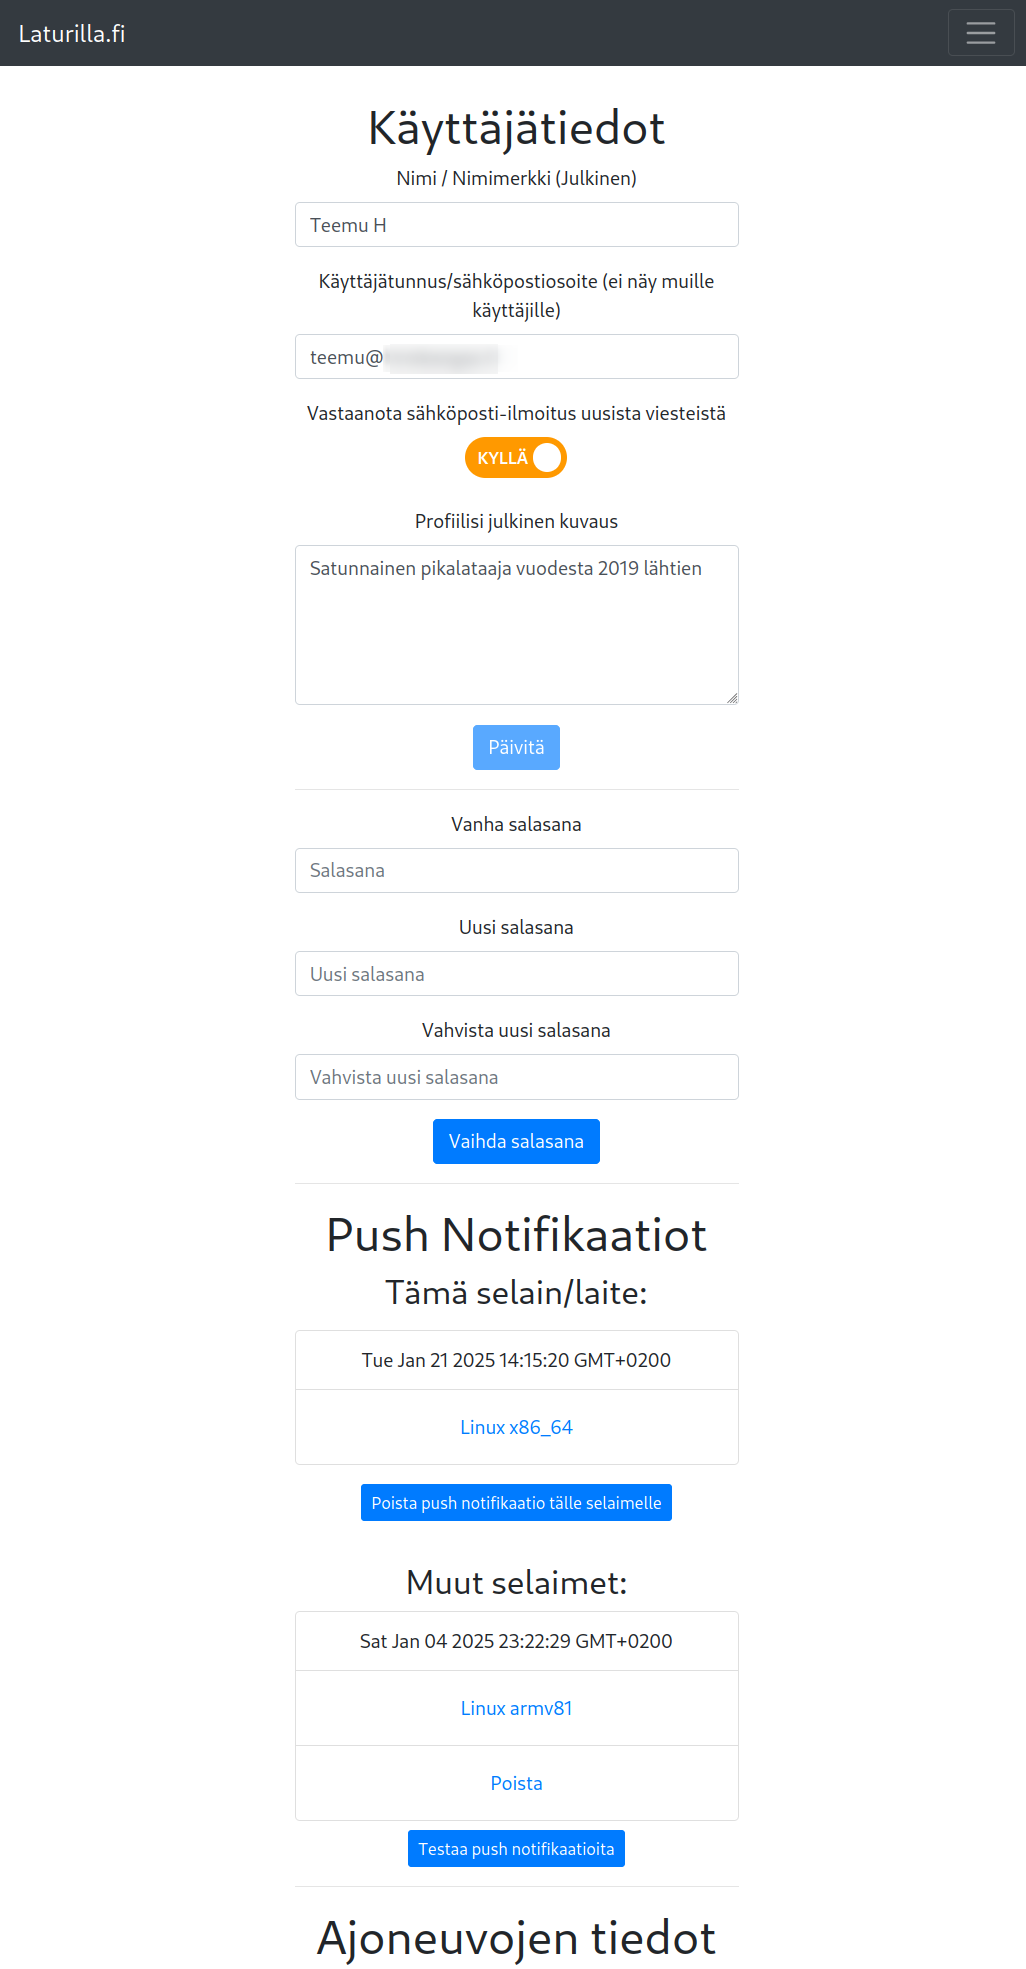 Laturilla.fi
Käyttäjätiedot
Nimi / Nimimerkki (Julkinen)
Teemu H
Käyttäjätunnus/sähköpostiosoite (ei näy muille
käyttäjille)
teemu@
Vastaanota sähköposti-ilmoitus uusista viesteistä
KYLLÄ
Profiilisi julkinen kuvaus
Satunnainen pikalataaja vuodesta 2019 lähtien
Päivitä
Vanha salasana
Salasana
Uusi salasana
Uusi salasana
Vahvista uusi salasana
Vahvista uusi salasana
Vaihda salasana
Push Notifikaatiot
Tämä selain/laite:
Tue Jan 21 2025 14:15:20 GMT+0200
Linux x86_64
Poista push notifikaatio tälle selaimelle
Muut selaimet:
Sat Jan 04 2025 23:22:29 GMT+0200
Linux armv81
Poista
Testaa push notifikaatioita
Ajoneuvojen tiedot